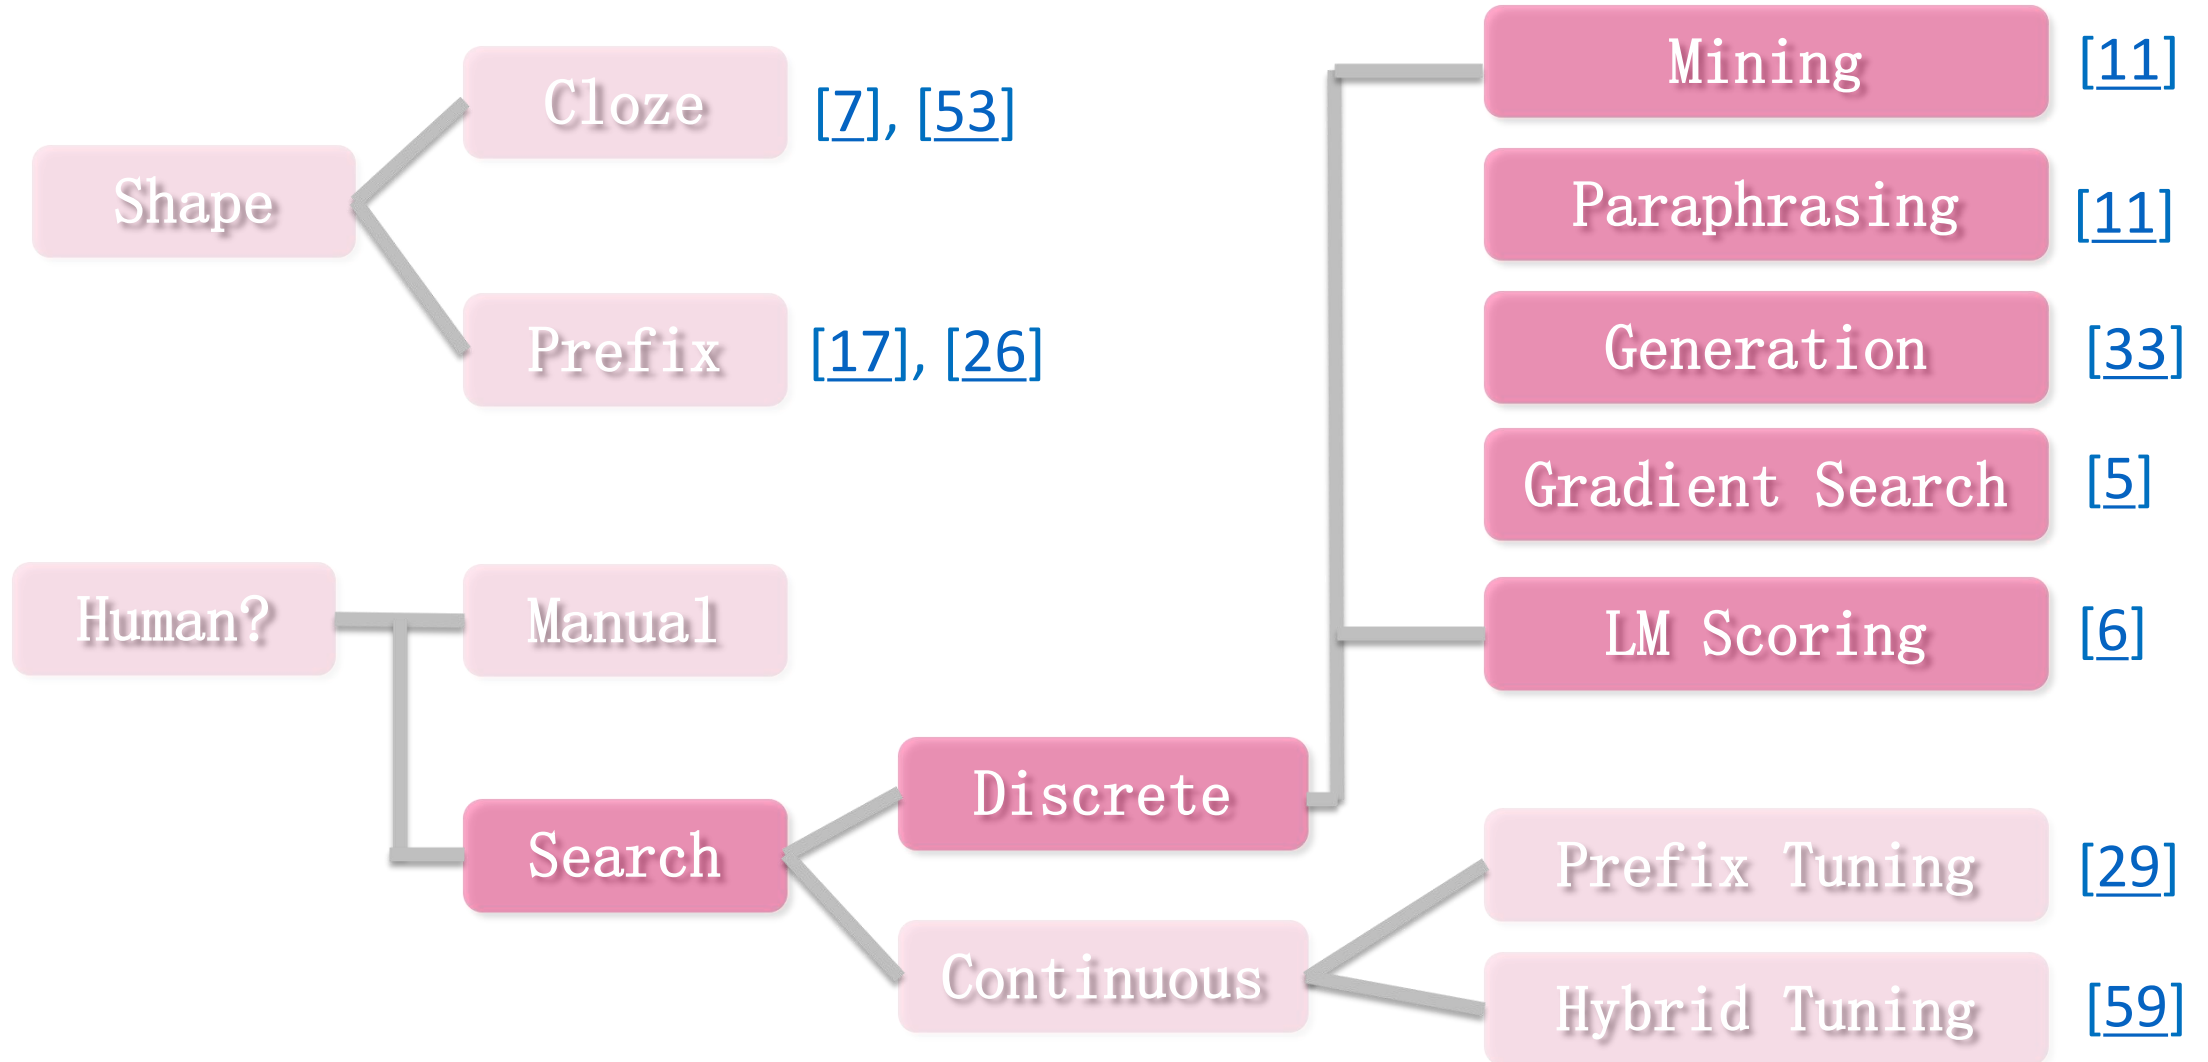 Shape
Cloze [7], [53]
Prefix [17], [26]
Human?
Manual
Search
Discrete
Mining [11]
Paraphrasing [11]
Generation [33]
Gradient Search [5]
LM Scoring [6]
Continuous
Prefix Tuning [29]
Hybrid Tuning [59]